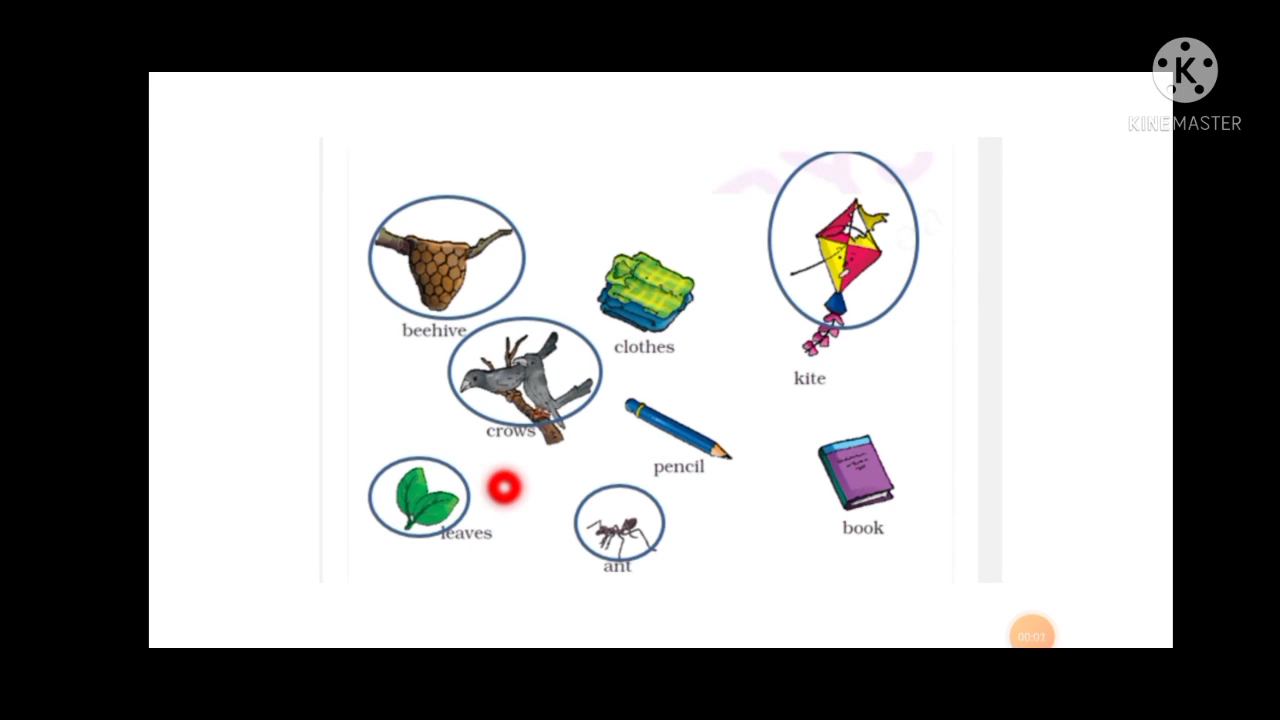 K
KINEMASTER
beehive
clothes
kite
crows
pencil
leaves
book
ant
00:01